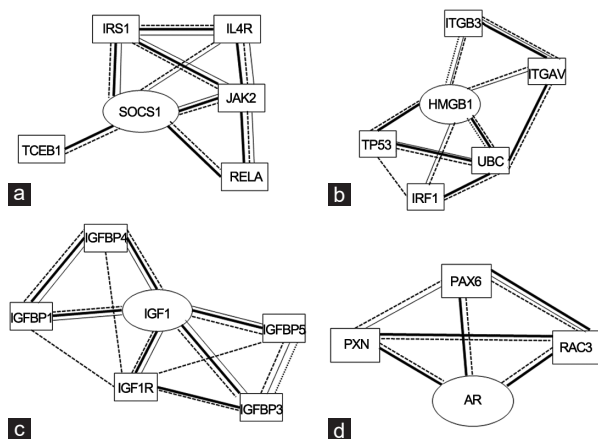 IRS1
IL4R
SOCS1
JAK2
TCEB1
RELA
a
ITGB3
ITGAV
HMGB1
TP53
UBC
IRF1
b
IGFBP4
IGFBP1
IGF1
IGFBP5
IGF1R
IGFBP3
c
PAX6
PXN
RAC3
AR
d